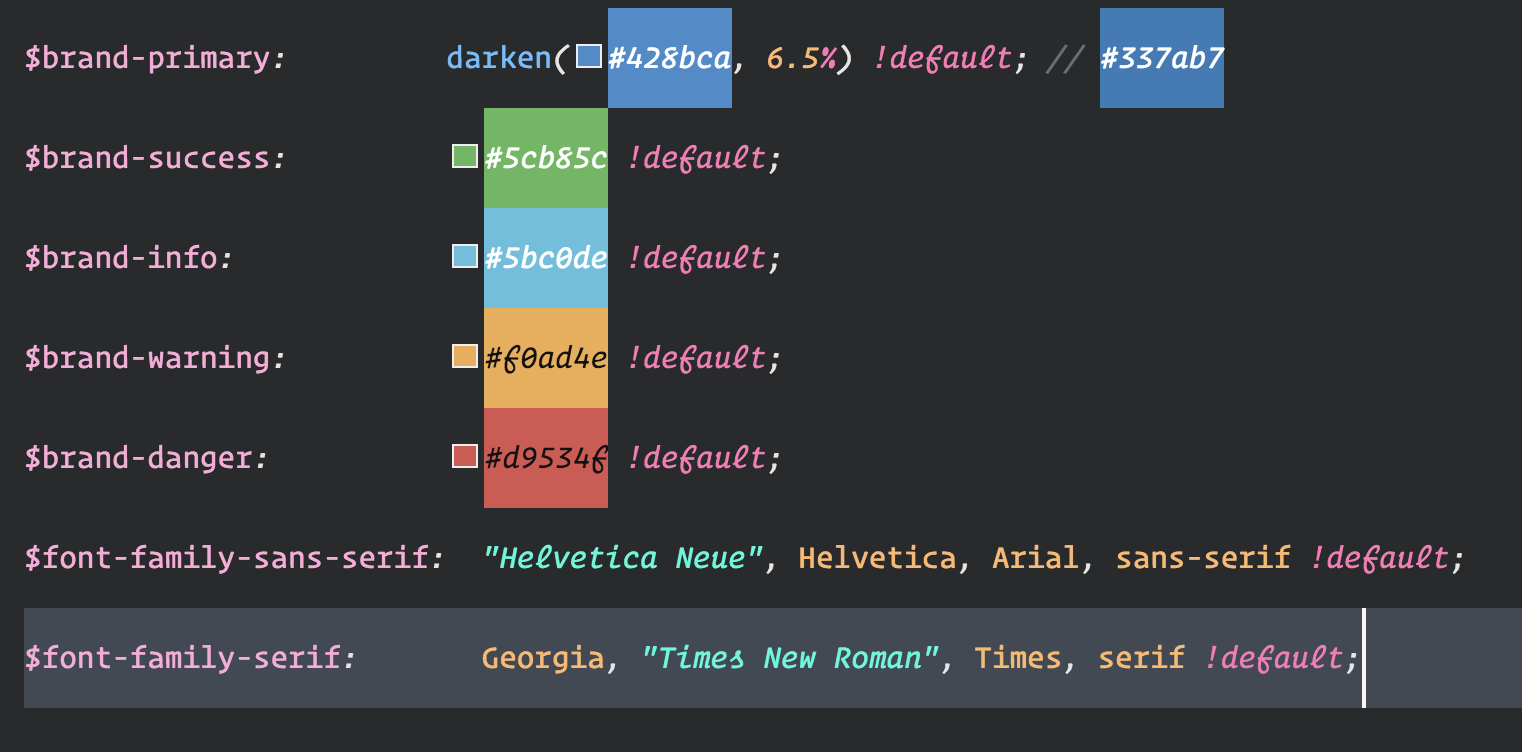 $brand-primary:         darken(#428bca, 6.5%) !default; // #337ab7
$brand-success:         #5cb85c !default;
$brand-info:            #5bc0de !default;
$brand-warning:         #f0ad4e !default;
$brand-danger:          #d9534f !default;
$font-family-sans-serif:  "Helvetica Neue", Helvetica, Arial, sans-serif !default;
$font-family-serif:       Georgia, "Times New Roman", Times, serif !default;